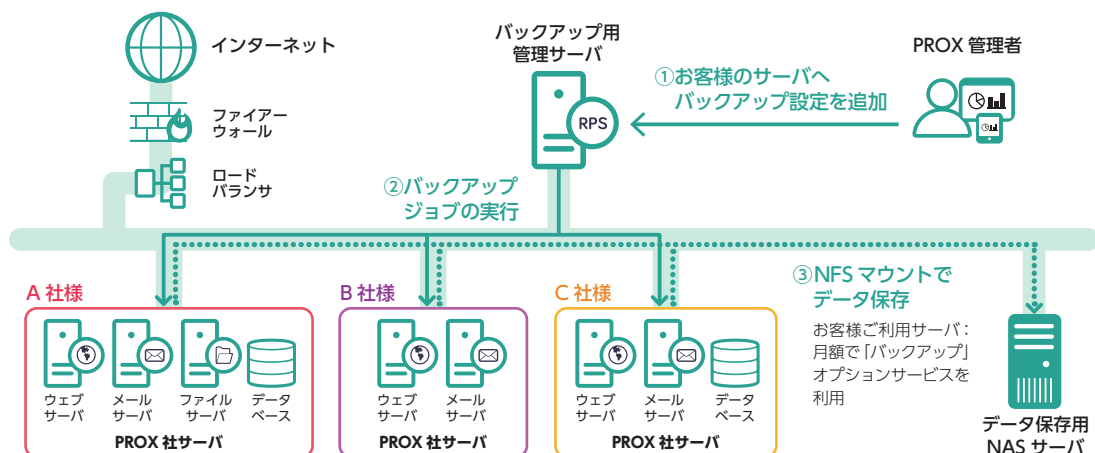 インターネット
ファイアー
ウォール
ロード
バランサ
バックアップ用
管理サーバ
RPS
PROX 管理者
①お客様のサーバへ
バックアップ設定を追加
②バックアップ
ジョブの実行
A 社様
ウェブ
サーバ
メール
サーバ
ファイル
サーバ
データ
ベース
PROX 社サーバ
B 社様
ウェブ
サーバ
メール
サーバ
PROX 社サーバ
C 社様
ウェブ
サーバ
メール
サーバ
データ
ベース
PROX 社サーバ
③NFS マウントで
データ保存
お客様ご利用サーバ：
月額で「バックアップ」
オプションサービスを
利用
データ保存用
NAS サーバ